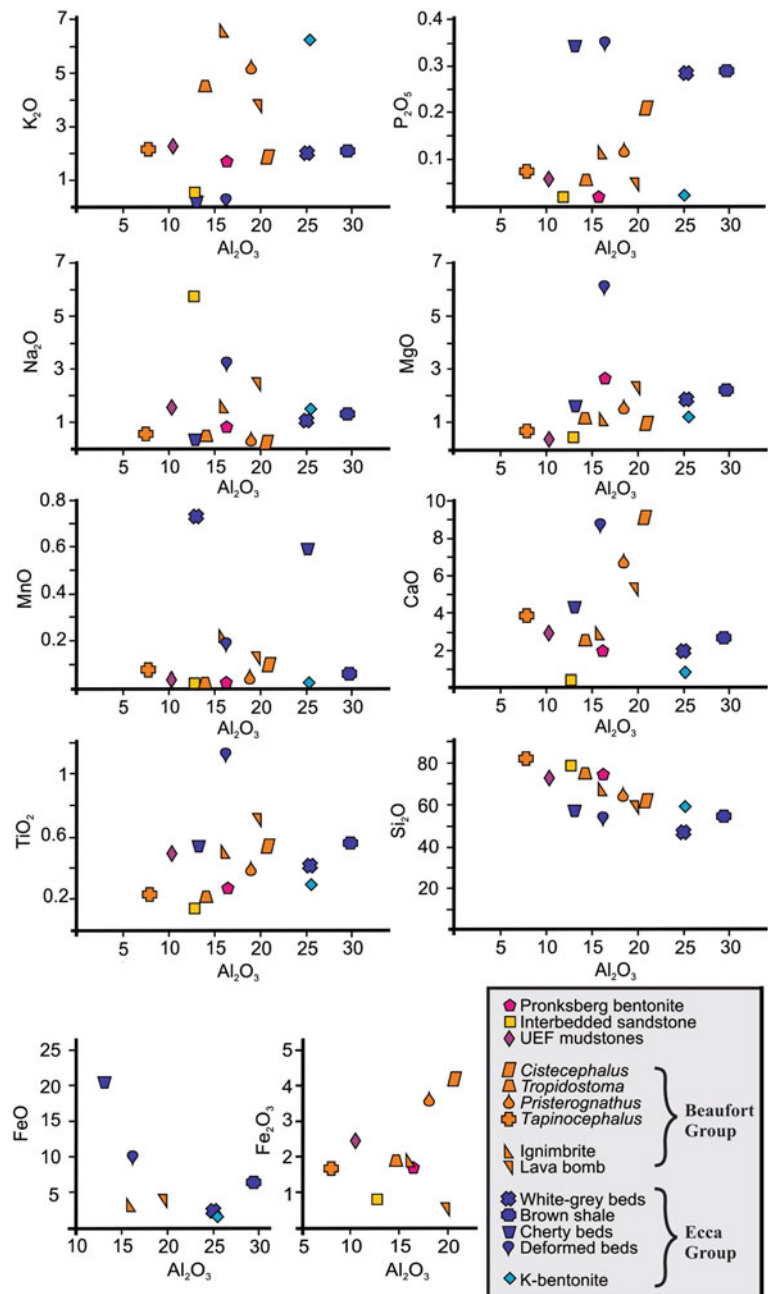 7
5
3
1
K₂O
5 10 15 20 25 30
Al₂O₃
0.4
0.3
0.2
0.1
P₂O₅
5 10 15 20 25 30
Al₂O₃
7
5
3
1
Na₂O
5 10 15 20 25 30
Al₂O₃
7
5
3
1
MgO
5 10 15 20 25 30
Al₂O₃
0.8
0.6
0.4
0.2
MnO
5 10 15 20 25 30
Al₂O₃
10
8
6
4
2
CaO
5 10 15 20 25 30
Al₂O₃
1
0.6
0.2
TiO₂
5 10 15 20 25 30
Al₂O₃
80
60
40
20
Si₂O
5 10 15 20 25 30
Al₂O₃
25
20
15
10
5
FeO
10 15 20 25 30
Al₂O₃
5
4
3
2
1
Fe₂O₃
5 10 15 20
Al₂O₃
Pronksberg bentonite
Interbedded sandstone
UEF mudstones
Cistecephalus
Tropidostoma
Pristerognathus
Tapinocephalus
Ignimbrite
Lava bomb
Beaufort
Group
White-grey beds
Brown shale
Cherty beds
Deformed beds
K-bentonite
Ecca
Group